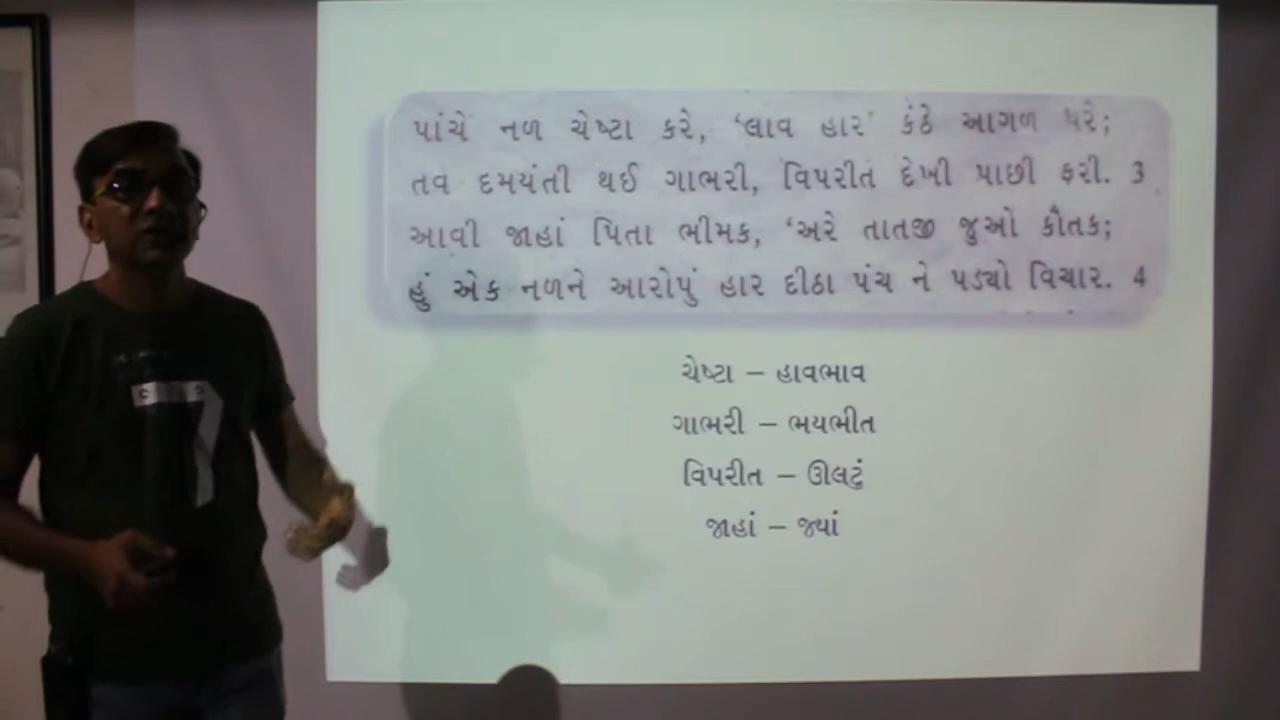 પાંચે નળ ચેષ્ટા કરે, ‘લાવ હાર’ કંઠે આગળ ધરે;
તવ દમયંતી થઈ ગાભરી, વિપરીત દેખી પાછી ફરી. 3
આવી જાહાં પિતા ભીમક, ‘અરે તાતજી જુઓ કૌતક;
હું એક નળને આરોપું હાર દીઠા પંચ ને પડ્યો વિચાર. 4
ચેષ્ટા – હાવભાવ
ગાભરી – ભયભીત
વિપરીત – ઊલટું
જાહાં – જ્યાં
7